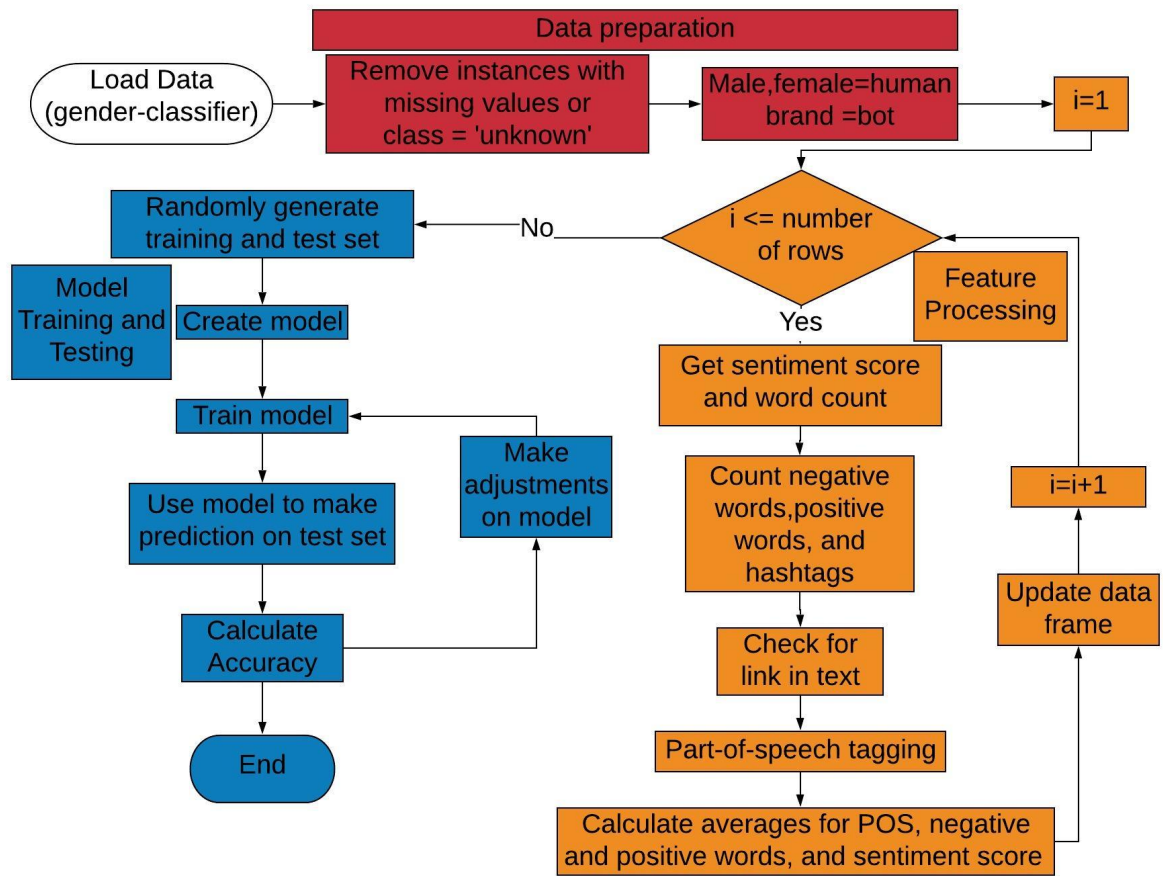 Data preparation
Load Data
(gender-classifier)
Remove instances with
missing values or
class = 'unknown'
Male,female=human
brand =bot
i=1
i <= number
of rows
No
Yes
Feature
Processing
Randomly generate
training and test set
Model
Training and
Testing
Create model
Train model
Make
adjustments
on model
Use model to make
prediction on test set
Calculate
Accuracy
End
Get sentiment score
and word count
Count negative
words,positive
words, and
hashtags
Check for
link in text
Part-of-speech tagging
Calculate averages for POS, negative
and positive words, and sentiment score
Update data
frame
i=i+1